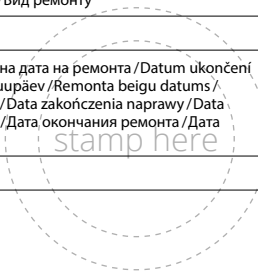 Вид ремонту
на дата на ремонта / Datum ukončení
uupäev / Remonta beigu datums /
/ Data zakończenia naprawy / Data
/ Дата окончания ремонта / Дата
stamp here